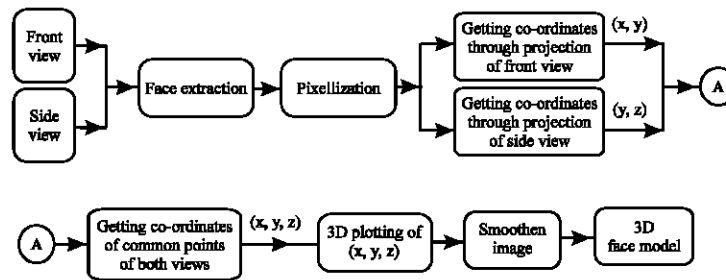 Front
view
Side
view
Face extraction
Pixellization
Getting co-ordinates
through projection
of front view
(x, y)
Getting co-ordinates
through projection
of side view
(y, z)
A
A
Getting co-ordinates
of common points
of both views
(x, y, z)
3D plotting of
(x, y, z)
Smoothen
image
3D
face model